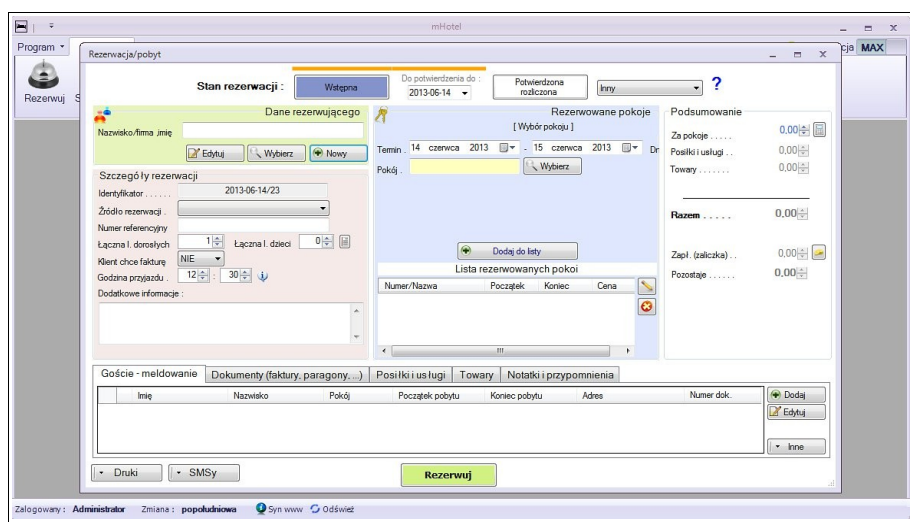 mHotel
Program
cja MAX
Rezerwuj S
Rezerwacja/pobyt
Stan rezerwacji : Wstępna Do potwierdzenia do : 2013-06-14 Potwierdzona rozliczona Inny ?
Dane rezerwującego
Nazwisko/firma ,imię
Edytuj Wybierz Nowy
Szczegóły rezerwacji
Identyfikator . . . . . . 2013-06-14/23
Źródło rezerwacji .
Numer referencyjny
Łączna l. dorosłych 1 Łączna l. dzieci 0
Klient chce fakturę NIE
Godzina przyjazdu . 12 : 30
Dodatkowe informacje :
Rezerwowane pokoje
[ Wybór pokoju ]
Termin . 14 czerwca 2013 - 15 czerwca 2013 Dr
Pokój . Wybierz
Dodaj do listy
Lista rezerwowanych pokoi
Numer/Nazwa Początek Koniec Cena
Podsumowanie
Za pokoje . . . . . 0,00
Posiłki i usługi . . 0,00
Towary . . . . . . . 0,00
Razem . . . . . 0,00
Zapł. (zaliczka) . . 0,00
Pozostaje . . . . . . 0,00
Goście - meldowanie Dokumenty (faktury, paragony, ...) Posiłki i usługi Towary Notatki i przypomnienia
Imię Nazwisko Pokój Początek pobytu Koniec pobytu Adres Numer dok.
Dodaj
Edytuj
Inne
Druki SMSy Rezerwuj
Zalogowany : Administrator Zmiana : popołudniowa Syn www Odśwież